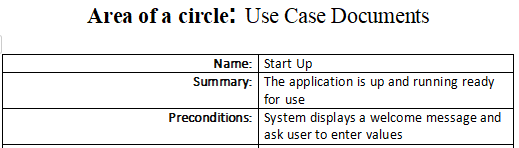 Area of a circle: Use Case Documents
Name: Start Up
Summary: The application is up and running ready
for use
Preconditions: System displays a welcome message and
ask user to enter values